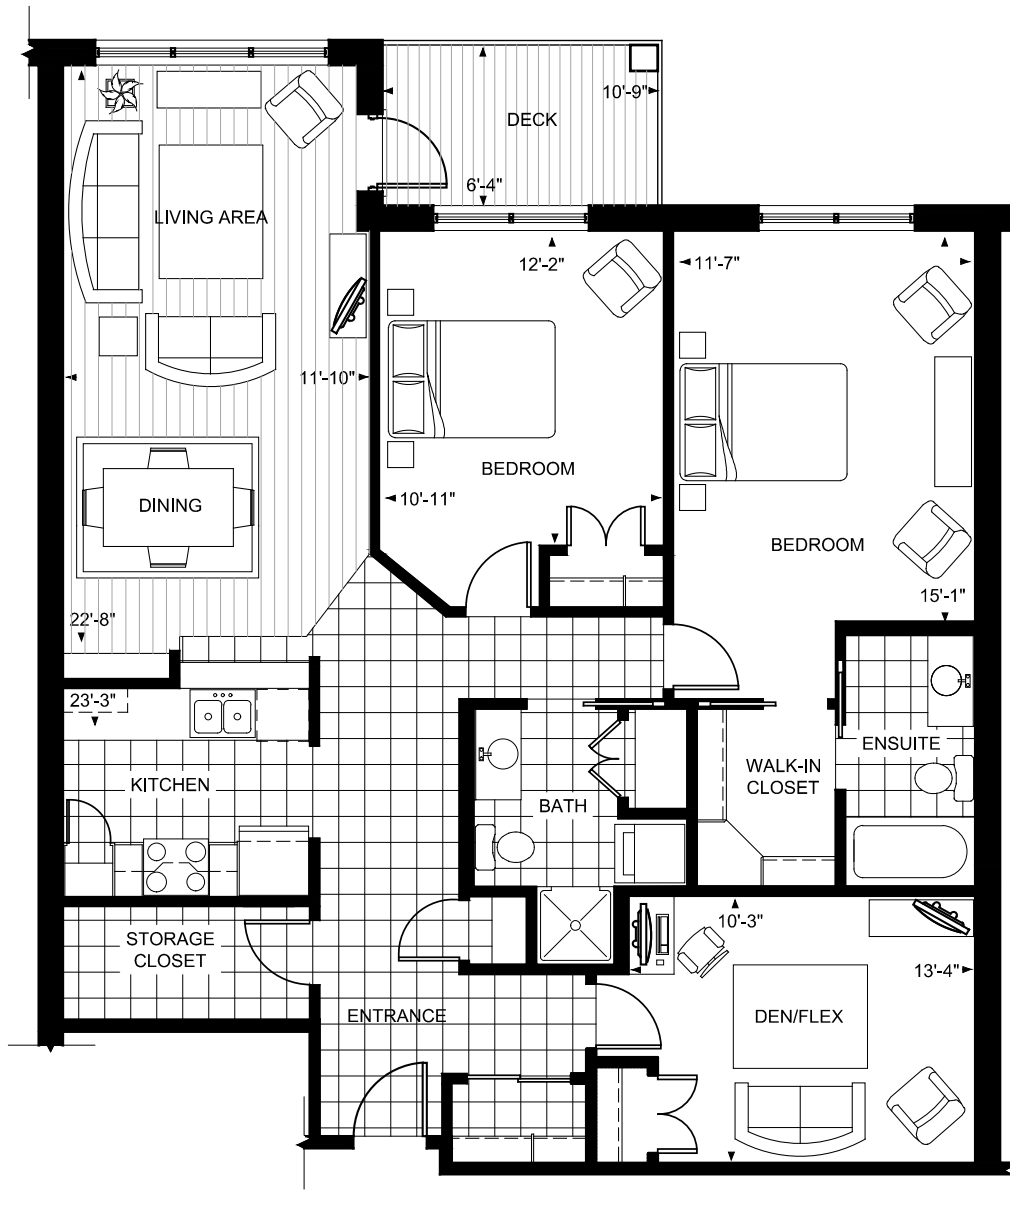 10'-9"
DECK
6'-4"
LIVING AREA
12'-2"
11'-7"
11'-10"
BEDROOM
10'-11"
DINING
BEDROOM
15'-1"
22'-8"
23'-3"
ENSUITE
KITCHEN
WALK-IN
CLOSET
BATH
10'-3"
STORAGE
CLOSET
13'-4"
ENTRANCE
DEN/FLEX